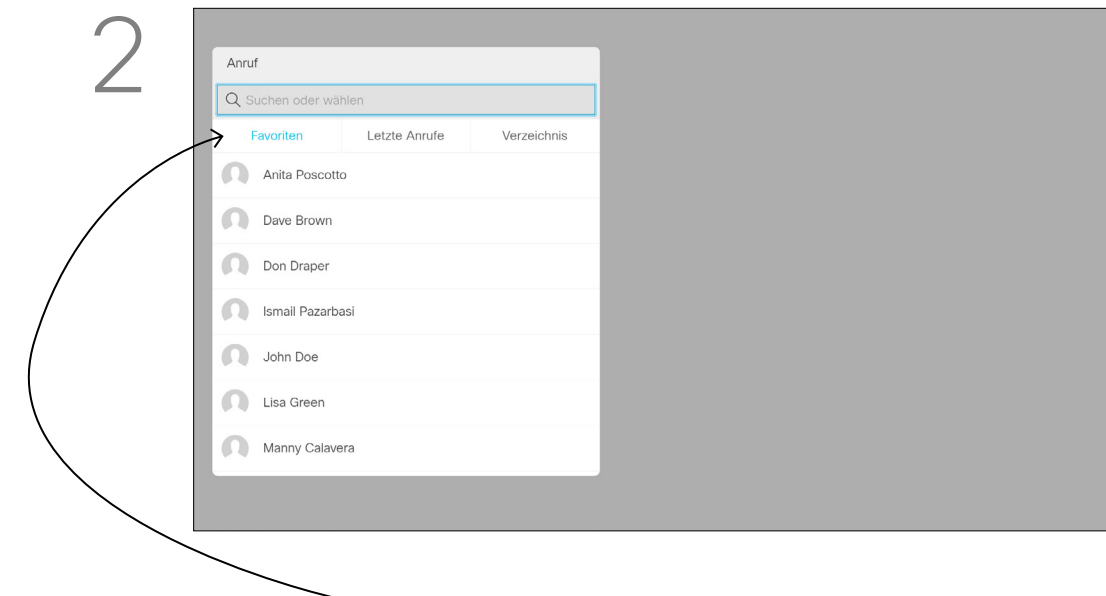 2
Anruf
Suchen oder wählen
Favoriten Letzte Anrufe Verzeichnis
Anita Poscotto
Dave Brown
Don Draper
Ismail Pazarbasi
John Doe
Lisa Green
Manny Calavera